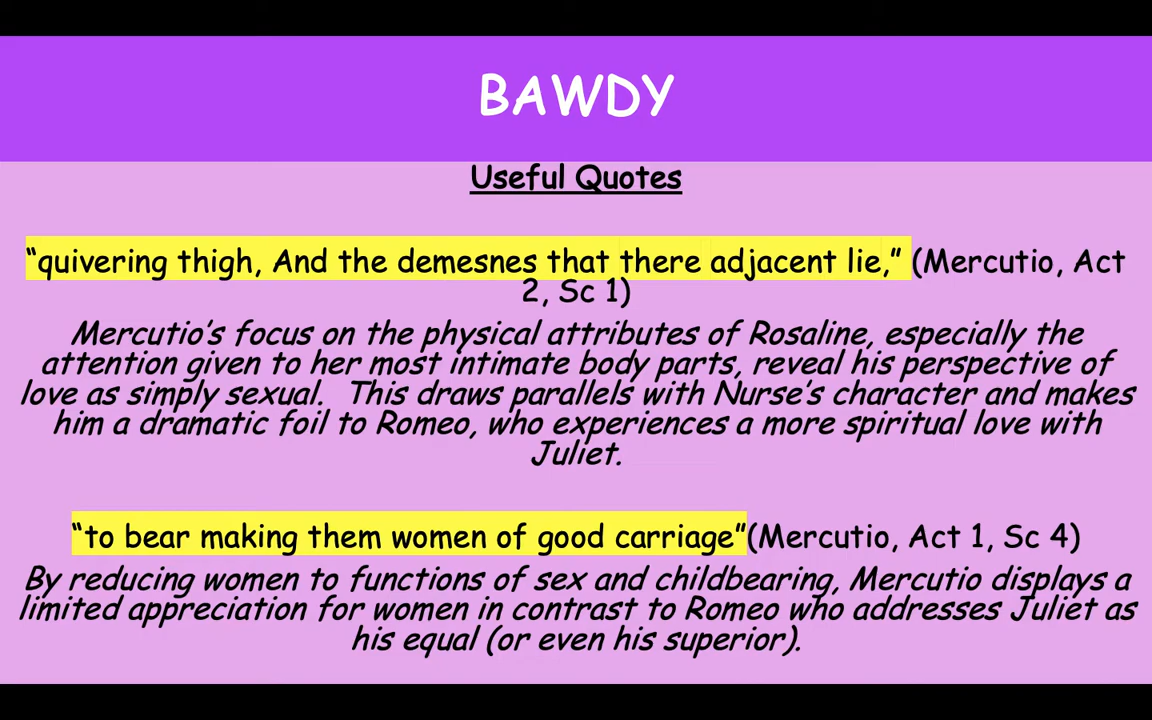 BAWDY
Useful Quotes
“quivering thigh, And the demesnes that there adjacent lie,” (Mercutio, Act
2, Sc 1)
Mercutio’s focus on the physical attributes of Rosaline, especially the
attention given to her most intimate body parts, reveal his perspective of
love as simply sexual.  This draws parallels with Nurse’s character and makes
him a dramatic foil to Romeo, who experiences a more spiritual love with
Juliet.
“to bear making them women of good carriage”(Mercutio, Act 1, Sc 4)
By reducing women to functions of sex and childbearing, Mercutio displays a
limited appreciation for women in contrast to Romeo who addresses Juliet as
his equal (or even his superior).